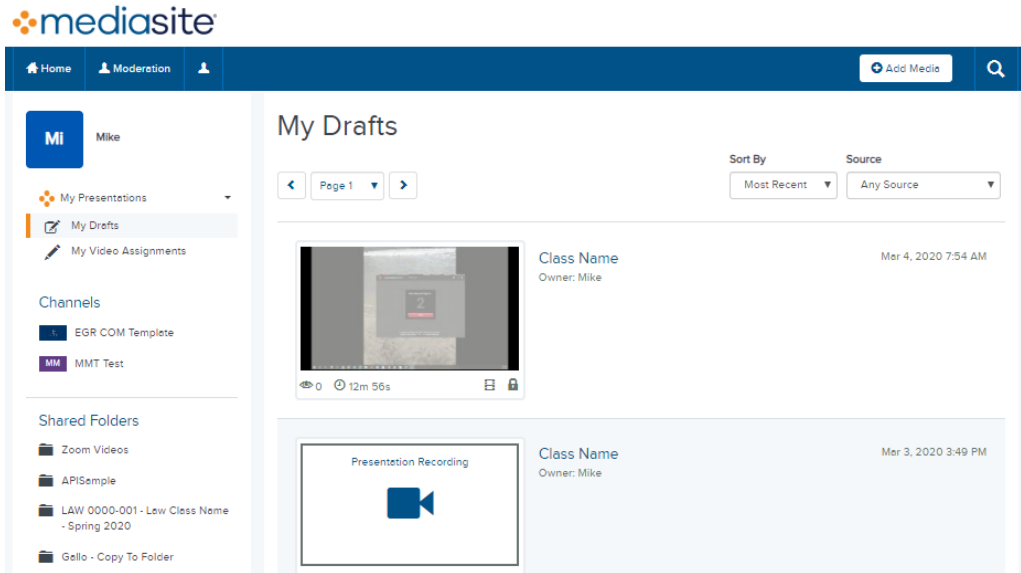 mediasite
Home
Moderation
Add Media
Mi
Mike
My Presentations
My Drafts
My Video Assignments
Channels
EGR COM Template
MM
MMT Test
Shared Folders
Zoom Videos
APISample
LAW 0000-001 - Law Class Name
- Spring 2020
Gallo - Copy To Folder
My Drafts
Page 1
Sort By
Source
Most Recent
Any Source
2
Class Name
Owner: Mike
Mar 4, 2020 7:54 AM
0
12m 56s
Presentation Recording
Class Name
Owner: Mike
Mar 3, 2020 3:49 PM